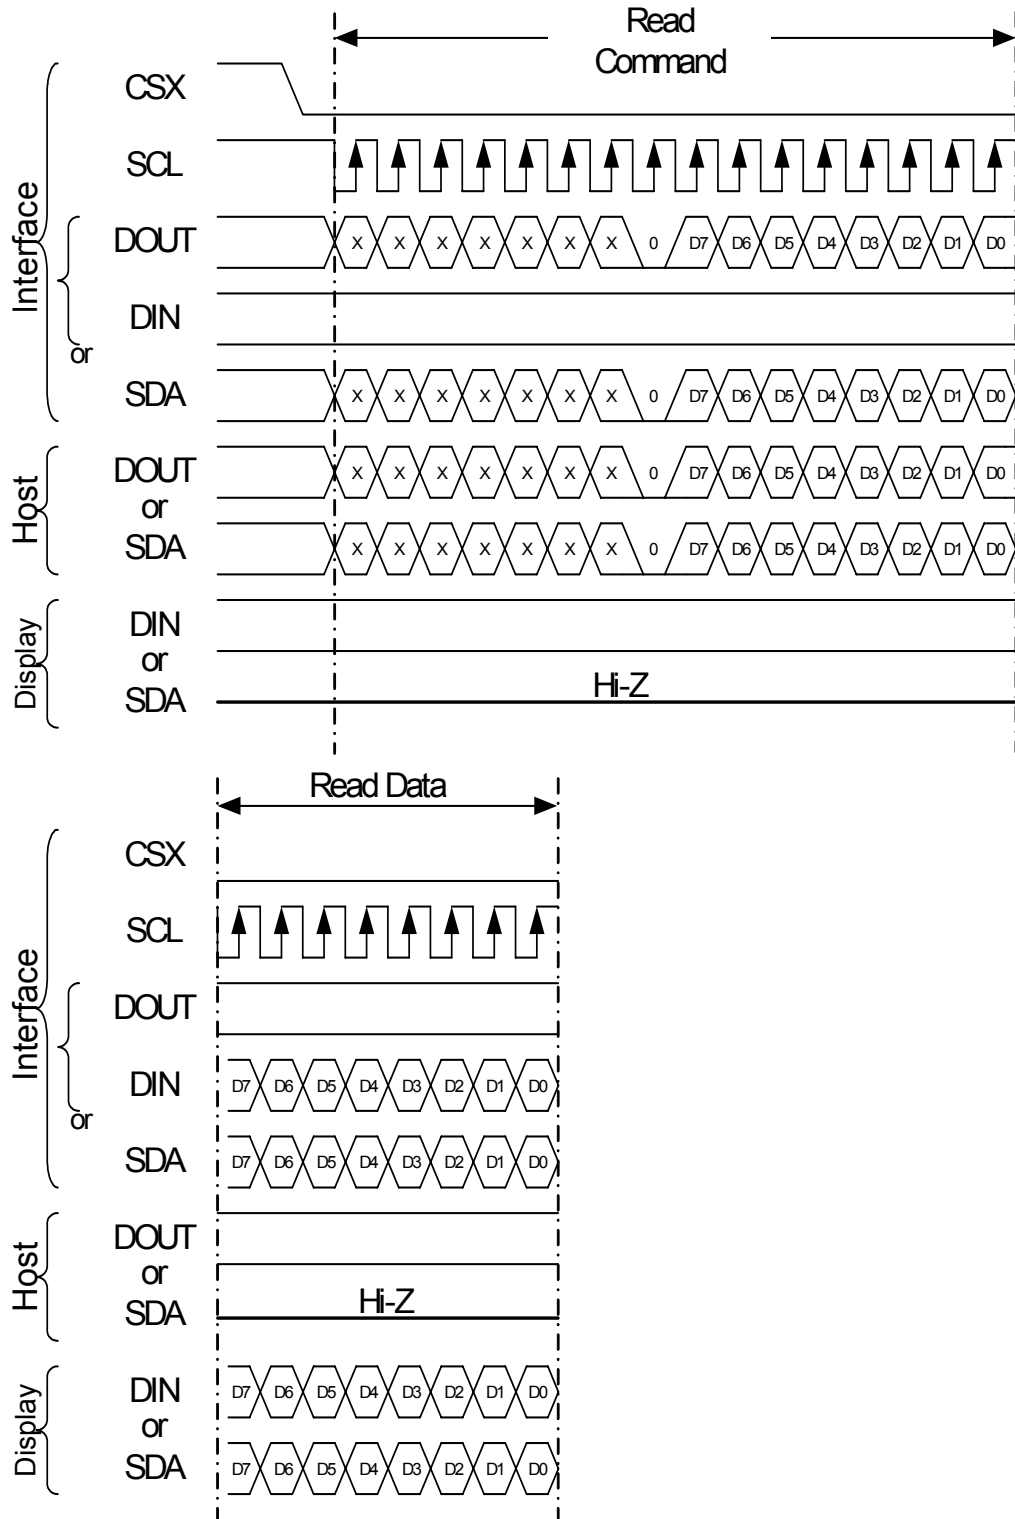 Read
Command
CSX
SCL
Interface
DOUT X X X X X X X 0 D7 D6 D5 D4 D3 D2 D1 D0
DIN
or
SDA X X X X X X X 0 D7 D6 D5 D4 D3 D2 D1 D0
Host
DOUT X X X X X X X 0 D7 D6 D5 D4 D3 D2 D1 D0
or
SDA X X X X X X X 0 D7 D6 D5 D4 D3 D2 D1 D0
Display
DIN
or
SDA Hi-Z
Read Data
CSX
SCL
Interface
DOUT
DIN D7 D6 D5 D4 D3 D2 D1 D0
or
SDA D7 D6 D5 D4 D3 D2 D1 D0
Host
DOUT
or
SDA Hi-Z
Display
DIN D7 D6 D5 D4 D3 D2 D1 D0
or
SDA D7 D6 D5 D4 D3 D2 D1 D0